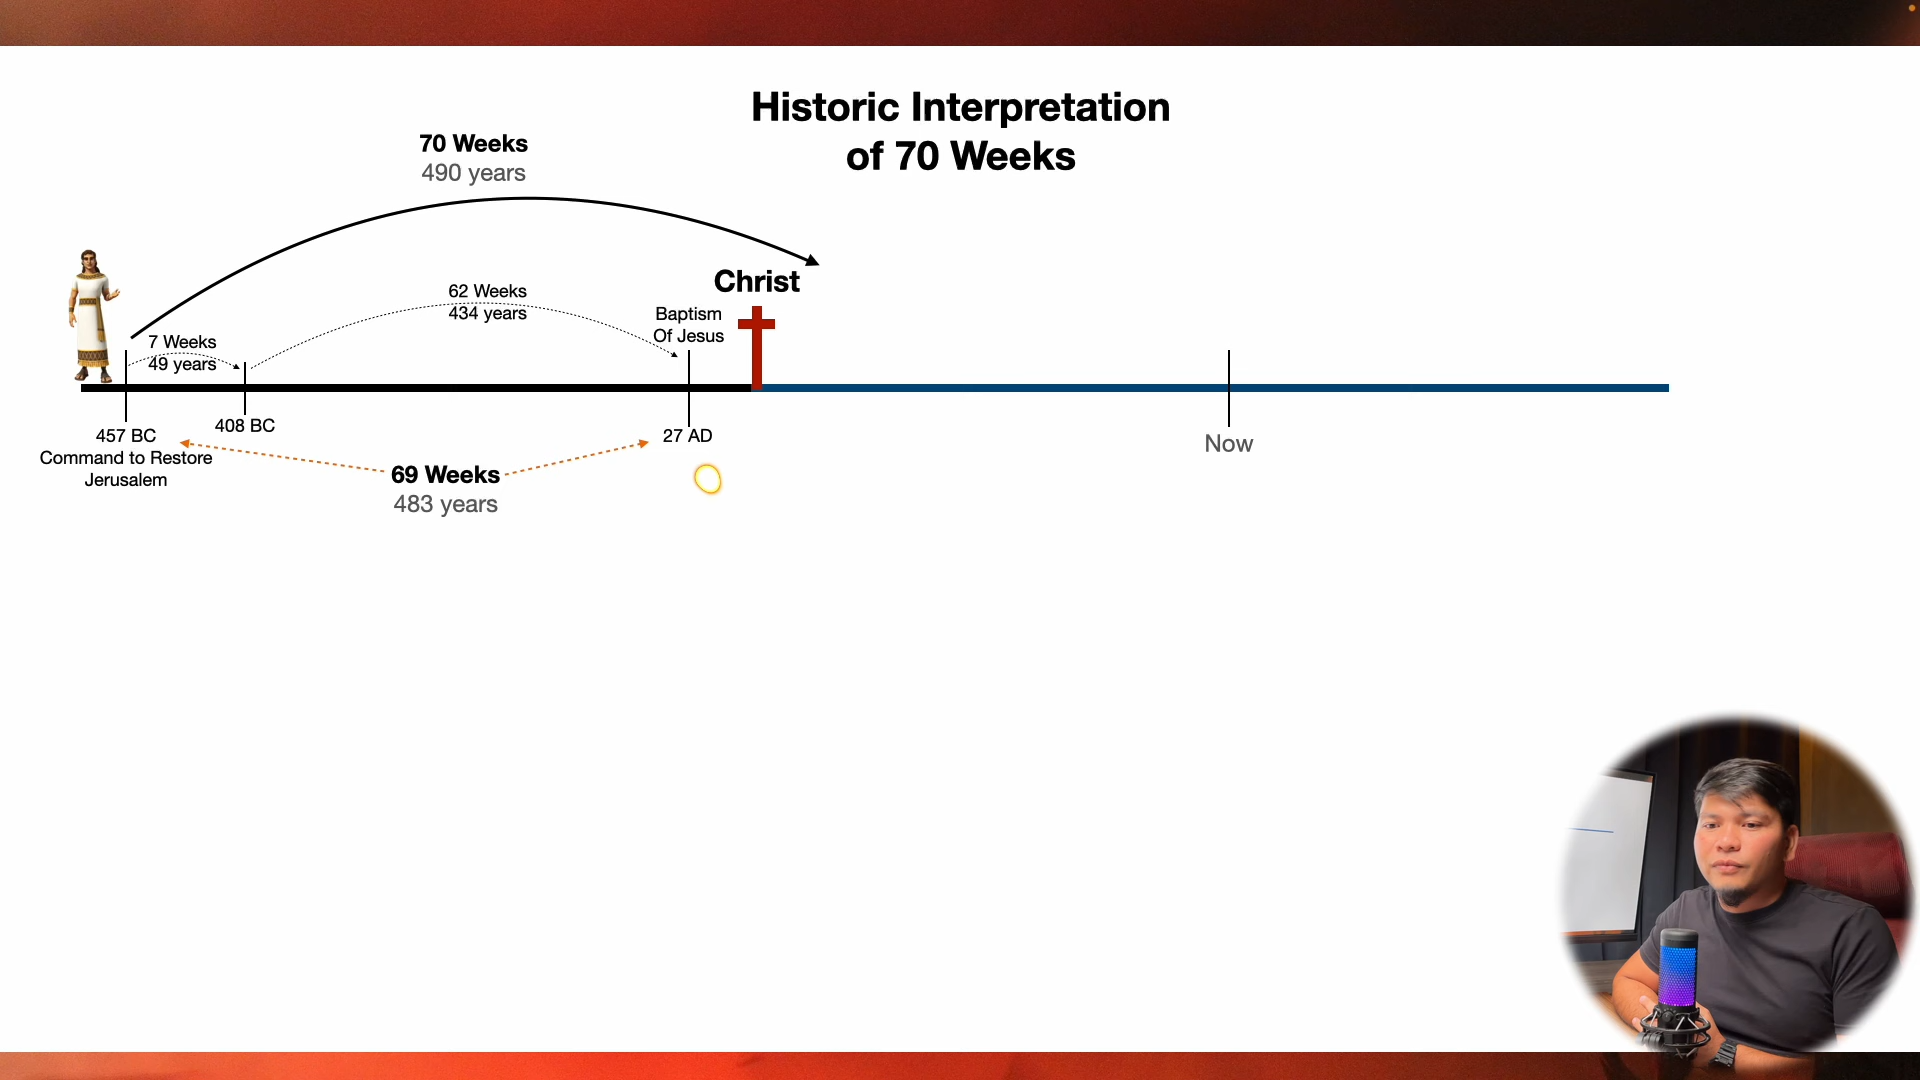 Historic Interpretation
of 70 Weeks
70 Weeks
490 years
Christ
62 Weeks
434 years
Baptism
Of Jesus
7 Weeks
49 years
457 BC
Command to Restore
Jerusalem
408 BC
27 AD
Now
69 Weeks
483 years